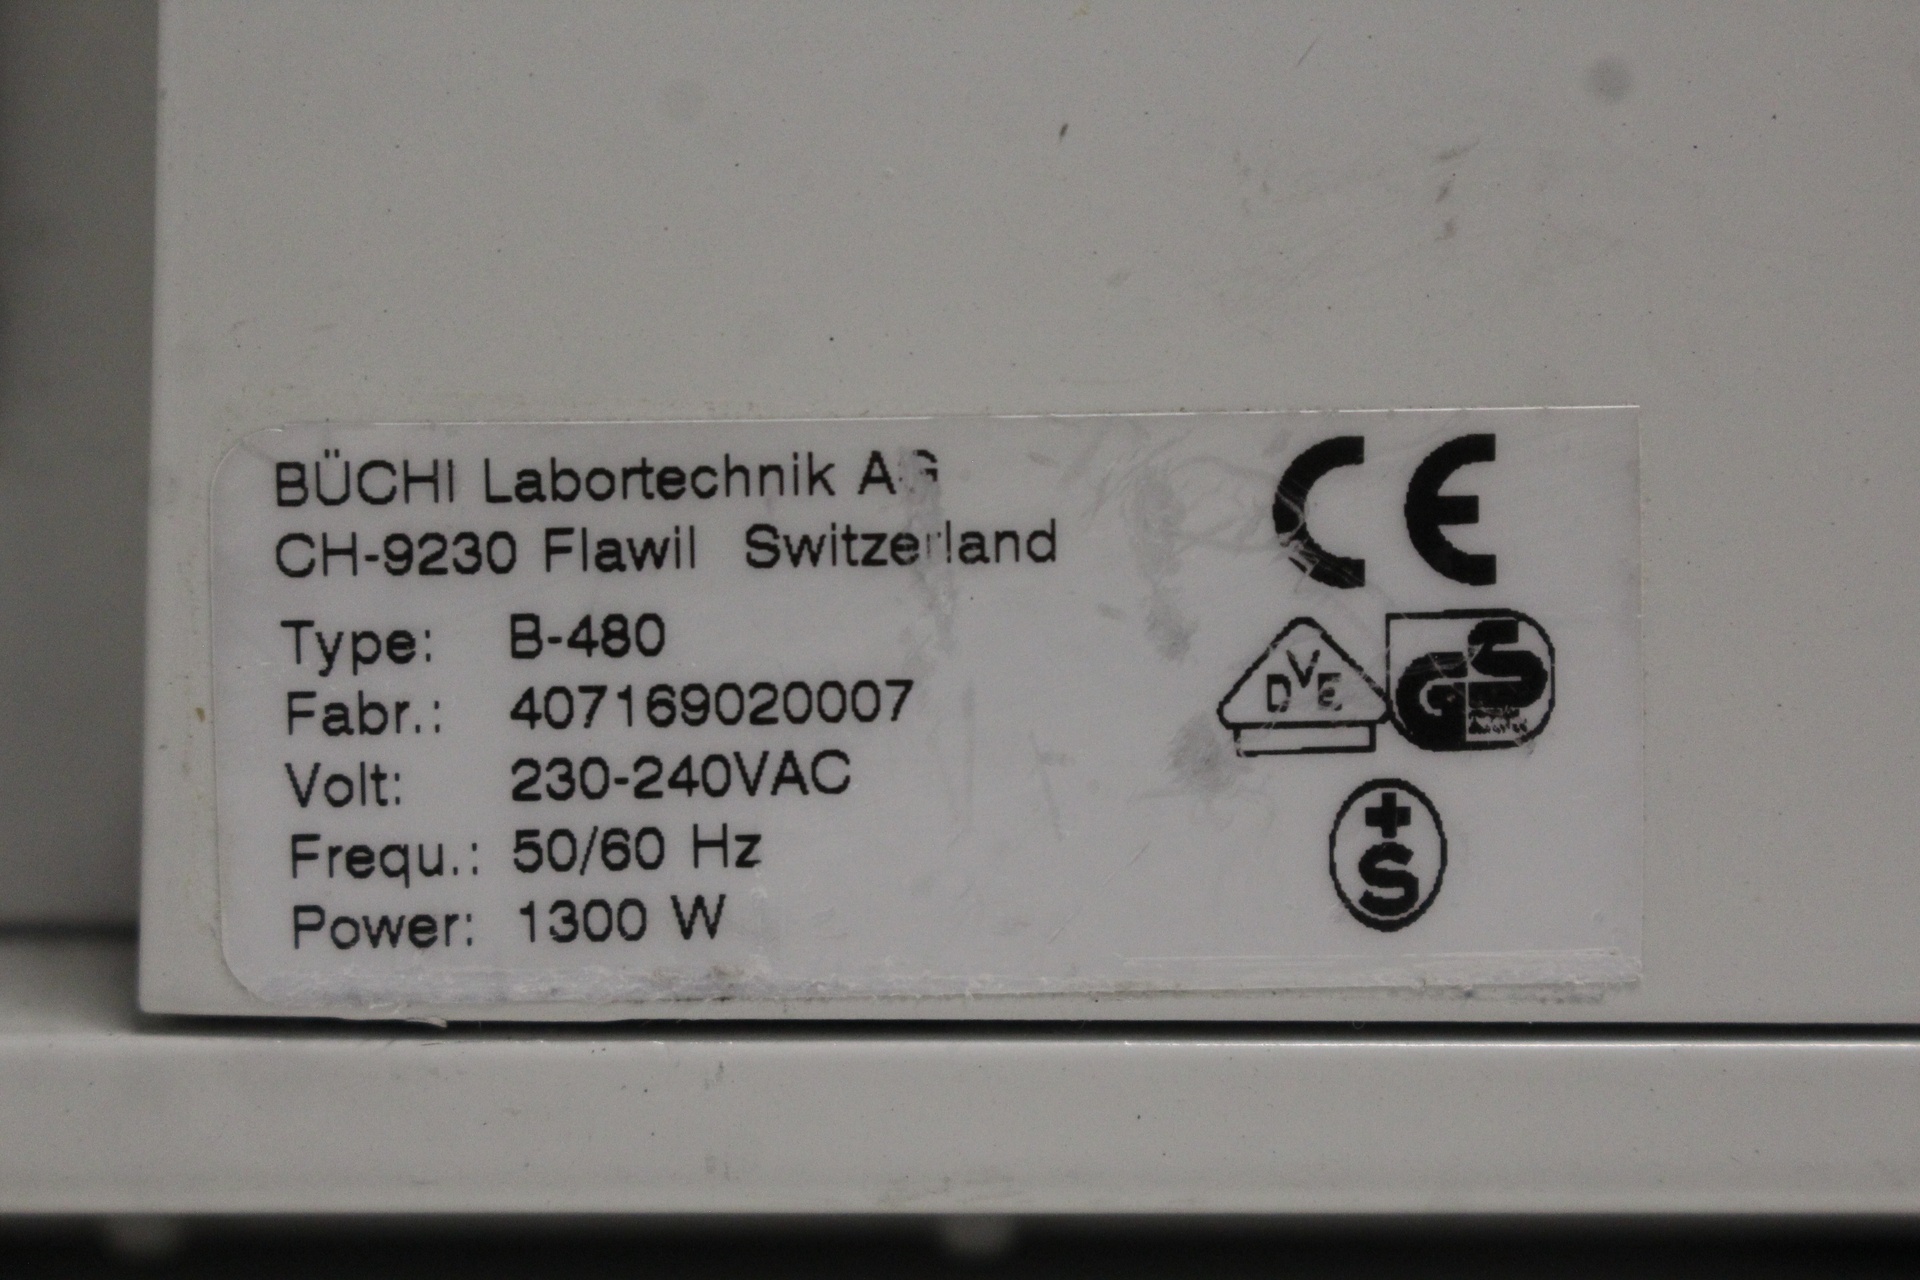 BÜCHI Labortechnik AG
CH-9230 Flawil Switzerland
Type: B-480
Fabr.: 407169020007
Volt: 230-240VAC
Frequ.: 50/60 Hz
Power: 1300 W
CE
DVE
GS
+S